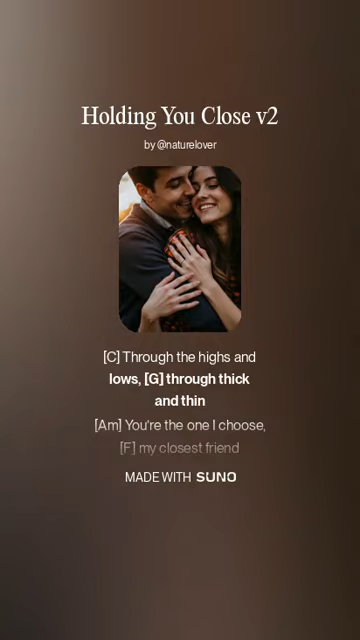 Holding You Close v2
by @naturelover
[C] Through the highs and
lows, [G] through thick
and thin
[Am] You're the one I choose,
[F] my closest friend
MADE WITH SUNO